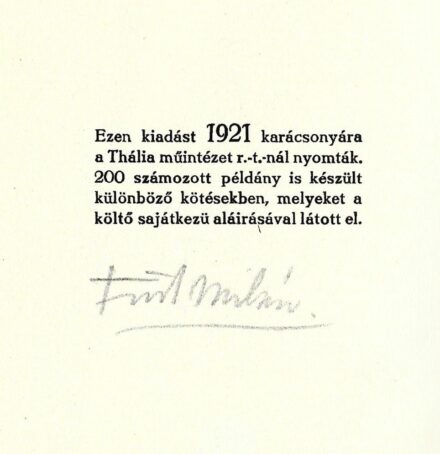 Ezen kiadást 1921 karácsonyára
a Thália műintézet r.-t.-nál nyomták.
200 számozott példány is készült
különböző kötésekben, melyeket a
költő sajátkezü aláirásával látott el.
Füst Milán.